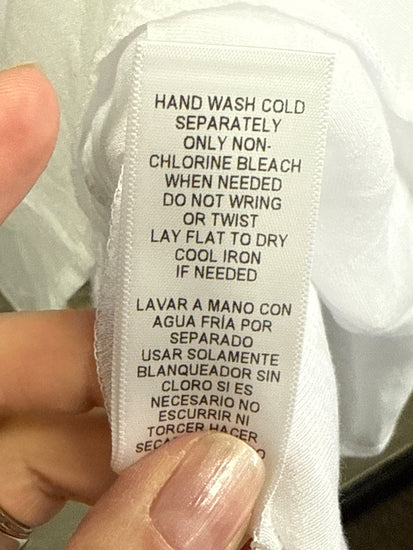 HAND WASH COLD
SEPARATELY
ONLY NON-
CHLORINE BLEACH
WHEN NEEDED
DO NOT WRING
OR TWIST
LAY FLAT TO DRY
COOL IRON
IF NEEDED
LAVAR A MANO CON
AGUA FRÍA POR
SEPARADO
USAR SOLAMENTE
BLANQUEADOR SIN
CLORO SI ES
NECESARIO NO
ESCURRIR NI
TORCER HACER